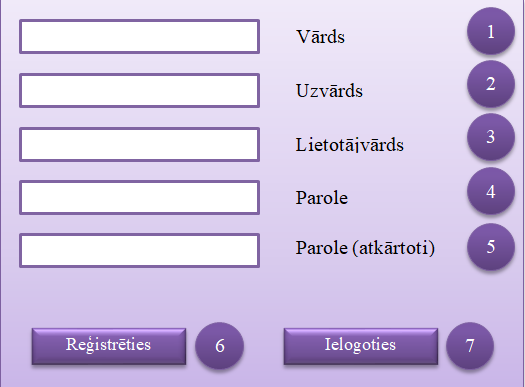 Vārds 1
Uzvārds 2
Lietotājvārds 3
Parole 4
Parole (atkārtoti) 5
Reģistrēties 6 Ielogoties 7